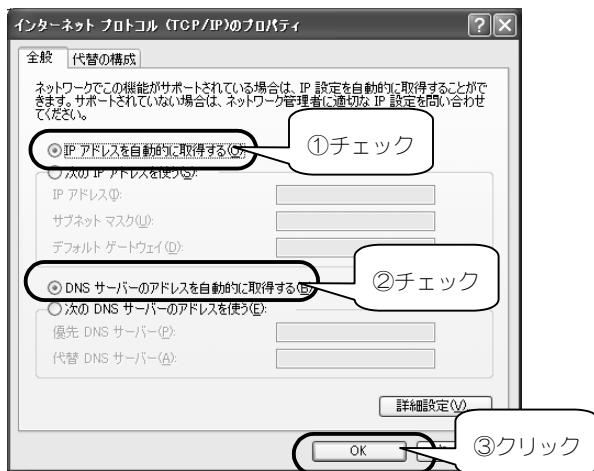 インターネット プロトコル (TCP/IP)のプロパティ
全般 代替の構成
ネットワークでこの機能がサポートされている場合は、IP 設定を自動的に取得することがで
きます。サポートされていない場合は、ネットワーク管理者に適切な IP 設定を問い合わせ
てください。
IP アドレスを自動的に取得する(O)
①チェック
次の IP アドレスを使う(S):
IP アドレス(I):
サブネット マスク(U):
デフォルト ゲートウェイ(D):
DNS サーバーのアドレスを自動的に取得する(B)
②チェック
次の DNS サーバーのアドレスを使う(E):
優先 DNS サーバー(P):
代替 DNS サーバー(A):
詳細設定(V)...
OK
③クリック